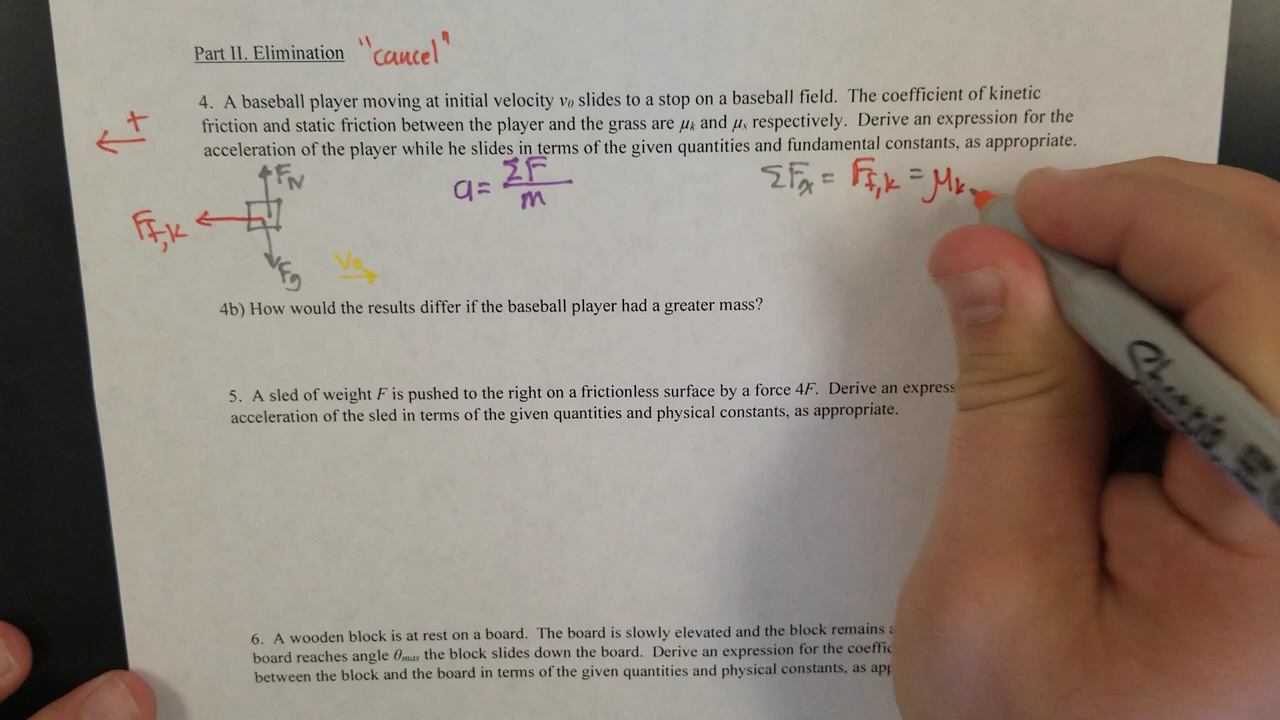 Part II. Elimination "cancel"
4. A baseball player moving at initial velocity v₀ slides to a stop on a baseball field. The coefficient of kinetic
friction and static friction between the player and the grass are μₖ and μₛ respectively. Derive an expression for the
acceleration of the player while he slides in terms of the given quantities and fundamental constants, as appropriate.
+
F_N
a = ΣF/m
ΣFₓ = F_f,k = μₖ
F_f,k
F_g
V₀
4b) How would the results differ if the baseball player had a greater mass?
5. A sled of weight F is pushed to the right on a frictionless surface by a force 4F. Derive an express
acceleration of the sled in terms of the given quantities and physical constants, as appropriate.
6. A wooden block is at rest on a board. The board is slowly elevated and the block remains
board reaches angle θmax the block slides down the board. Derive an expression for the coeffic
between the block and the board in terms of the given quantities and physical constants, as app
Sharpie